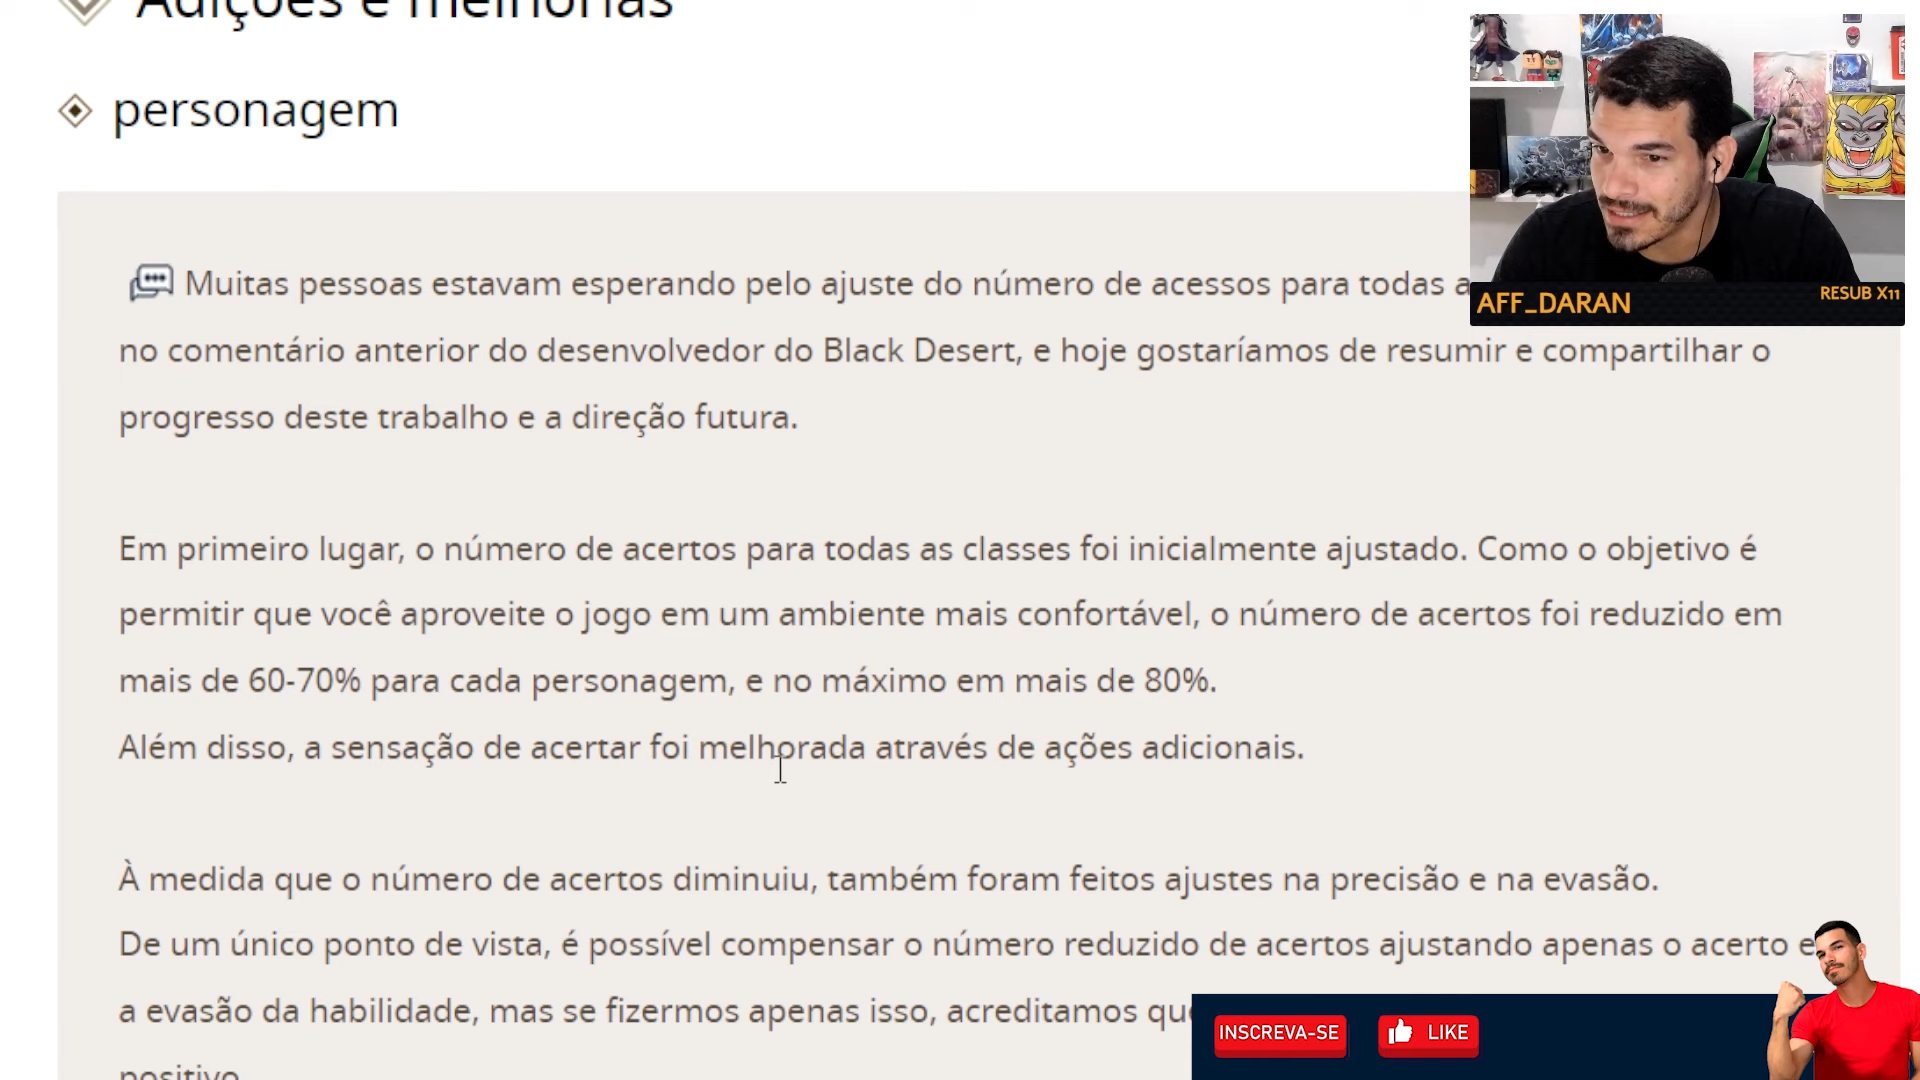 Adições e melhorias
personagem
Muitas pessoas estavam esperando pelo ajuste do número de acessos para todas a
no comentário anterior do desenvolvedor do Black Desert, e hoje gostaríamos de resumir e compartilhar o
progresso deste trabalho e a direção futura.
Em primeiro lugar, o número de acertos para todas as classes foi inicialmente ajustado. Como o objetivo é
permitir que você aproveite o jogo em um ambiente mais confortável, o número de acertos foi reduzido em
mais de 60-70% para cada personagem, e no máximo em mais de 80%.
Além disso, a sensação de acertar foi melhorada através de ações adicionais.
À medida que o número de acertos diminuiu, também foram feitos ajustes na precisão e na evasão.
De um único ponto de vista, é possível compensar o número reduzido de acertos ajustando apenas o acerto e
a evasão da habilidade, mas se fizermos apenas isso, acreditamos que
positivo
AFF_DARAN
RESUB X11
INSCREVA-SE
LIKE